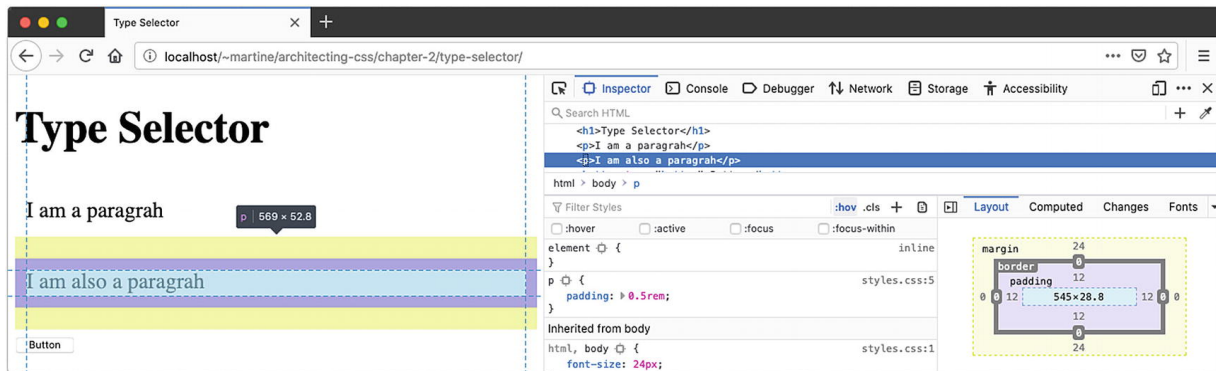 Type Selector
localhost/~martine/architecting-css/chapter-2/type-selector/
Type Selector
I am a paragrah
p 569 × 52.8
I am also a paragrah
Button
Inspector Console Debugger Network Storage Accessibility
Search HTML
<h1>Type Selector</h1>
<p>I am a paragrah</p>
<p>I am also a paragrah</p>
html > body > p
Filter Styles :hov .cls +
:hover :active :focus :focus-within
element { inline
}
p { styles.css:5
padding: 0.5rem;
}
Inherited from body
html, body { styles.css:1
font-size: 24px;
Layout Computed Changes Fonts
margin 24
border 0
padding 12
0 0 12 545×28.8 12 0 0
12
0
24